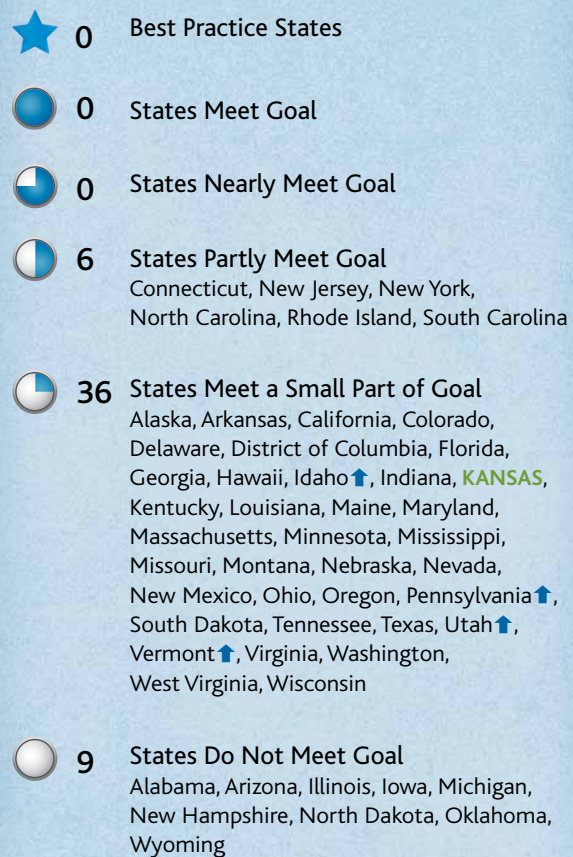 0 Best Practice States
0 States Meet Goal
0 States Nearly Meet Goal
6 States Partly Meet Goal
Connecticut, New Jersey, New York,
North Carolina, Rhode Island, South Carolina
36 States Meet a Small Part of Goal
Alaska, Arkansas, California, Colorado,
Delaware, District of Columbia, Florida,
Georgia, Hawaii, Idaho⬆, Indiana, KANSAS,
Kentucky, Louisiana, Maine, Maryland,
Massachusetts, Minnesota, Mississippi,
Missouri, Montana, Nebraska, Nevada,
New Mexico, Ohio, Oregon, Pennsylvania⬆,
South Dakota, Tennessee, Texas, Utah⬆,
Vermont⬆, Virginia, Washington,
West Virginia, Wisconsin
9 States Do Not Meet Goal
Alabama, Arizona, Illinois, Iowa, Michigan,
New Hampshire, North Dakota, Oklahoma,
Wyoming